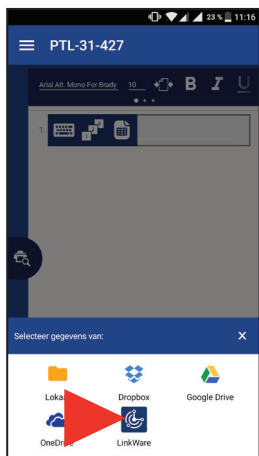 23 % 11:16
PTL-31-427
Arial Alt. Mono For Brady 10 B I U
1
Selecteer gegevens van: X
Dropbox Google Drive
LinkWare